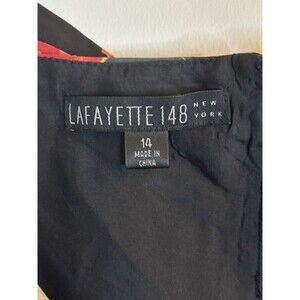 LAFAYETTE 148 NEW YORK
14
MADE IN
CHINA